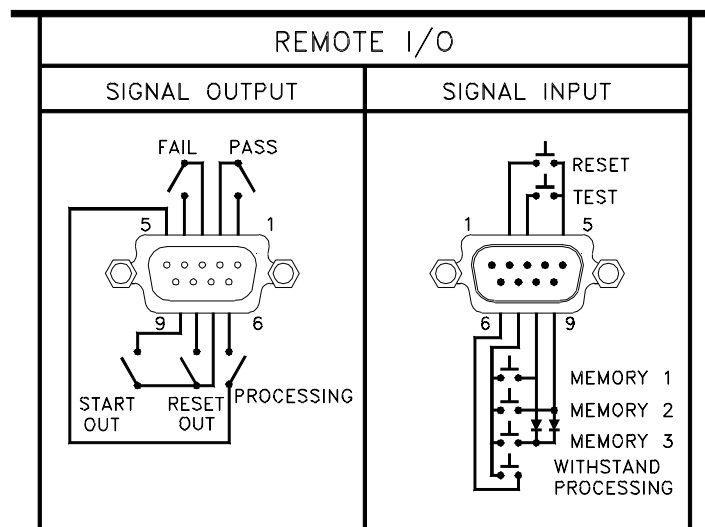 REMOTE I/O
SIGNAL OUTPUT
SIGNAL INPUT
FAIL PASS
5 1
9 6
START
OUT
RESET
OUT
PROCESSING
RESET
TEST
1 5
6 9
MEMORY 1
MEMORY 2
MEMORY 3
WITHSTAND
PROCESSING